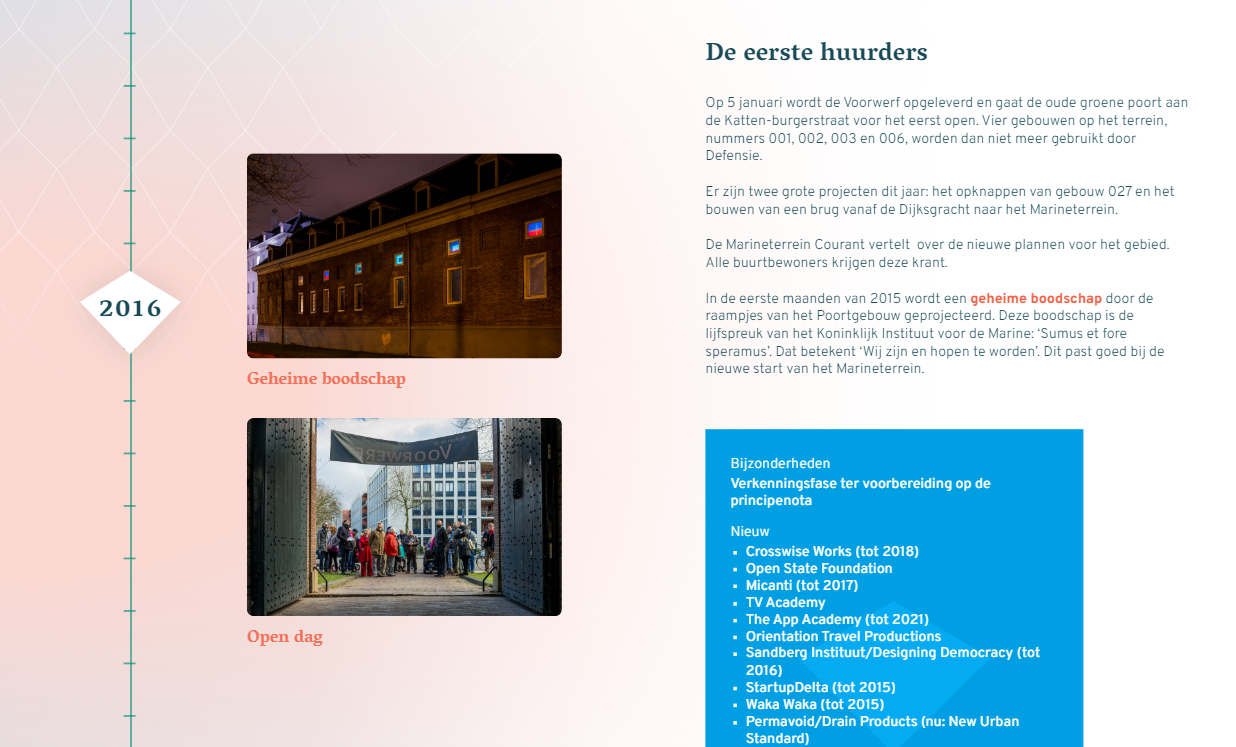 2016
Geheime boodschap
VOORWERF
Open dag
De eerste huurders
Op 5 januari wordt de Voorwerf opgeleverd en gaat de oude groene poort aan
de Katten-burgerstraat voor het eerst open. Vier gebouwen op het terrein,
nummers 001, 002, 003 en 006, worden dan niet meer gebruikt door
Defensie.
Er zijn twee grote projecten dit jaar: het opknappen van gebouw 027 en het
bouwen van een brug vanaf de Dijksgracht naar het Marineterrein.
De Marineterrein Courant vertelt  over de nieuwe plannen voor het gebied.
Alle buurtbewoners krijgen deze krant.
In de eerste maanden van 2015 wordt een geheime boodschap door de
raampjes van het Poortgebouw geprojecteerd. Deze boodschap is de
lijfspreuk van het Koninklijk Instituut voor de Marine: ‘Sumus et fore
speramus’. Dat betekent ‘Wij zijn en hopen te worden’. Dit past goed bij de
nieuwe start van het Marineterrein.
Bijzonderheden
Verkenningsfase ter voorbereiding op de
principenota
Nieuw
▪ Crosswise Works (tot 2018)
▪ Open State Foundation
▪ Micanti (tot 2017)
▪ TV Academy
▪ The App Academy (tot 2021)
▪ Orientation Travel Productions
▪ Sandberg Instituut/Designing Democracy (tot
2016)
▪ StartupDelta (tot 2015)
▪ Waka Waka (tot 2015)
▪ Permavoid/Drain Products (nu: New Urban
Standard)